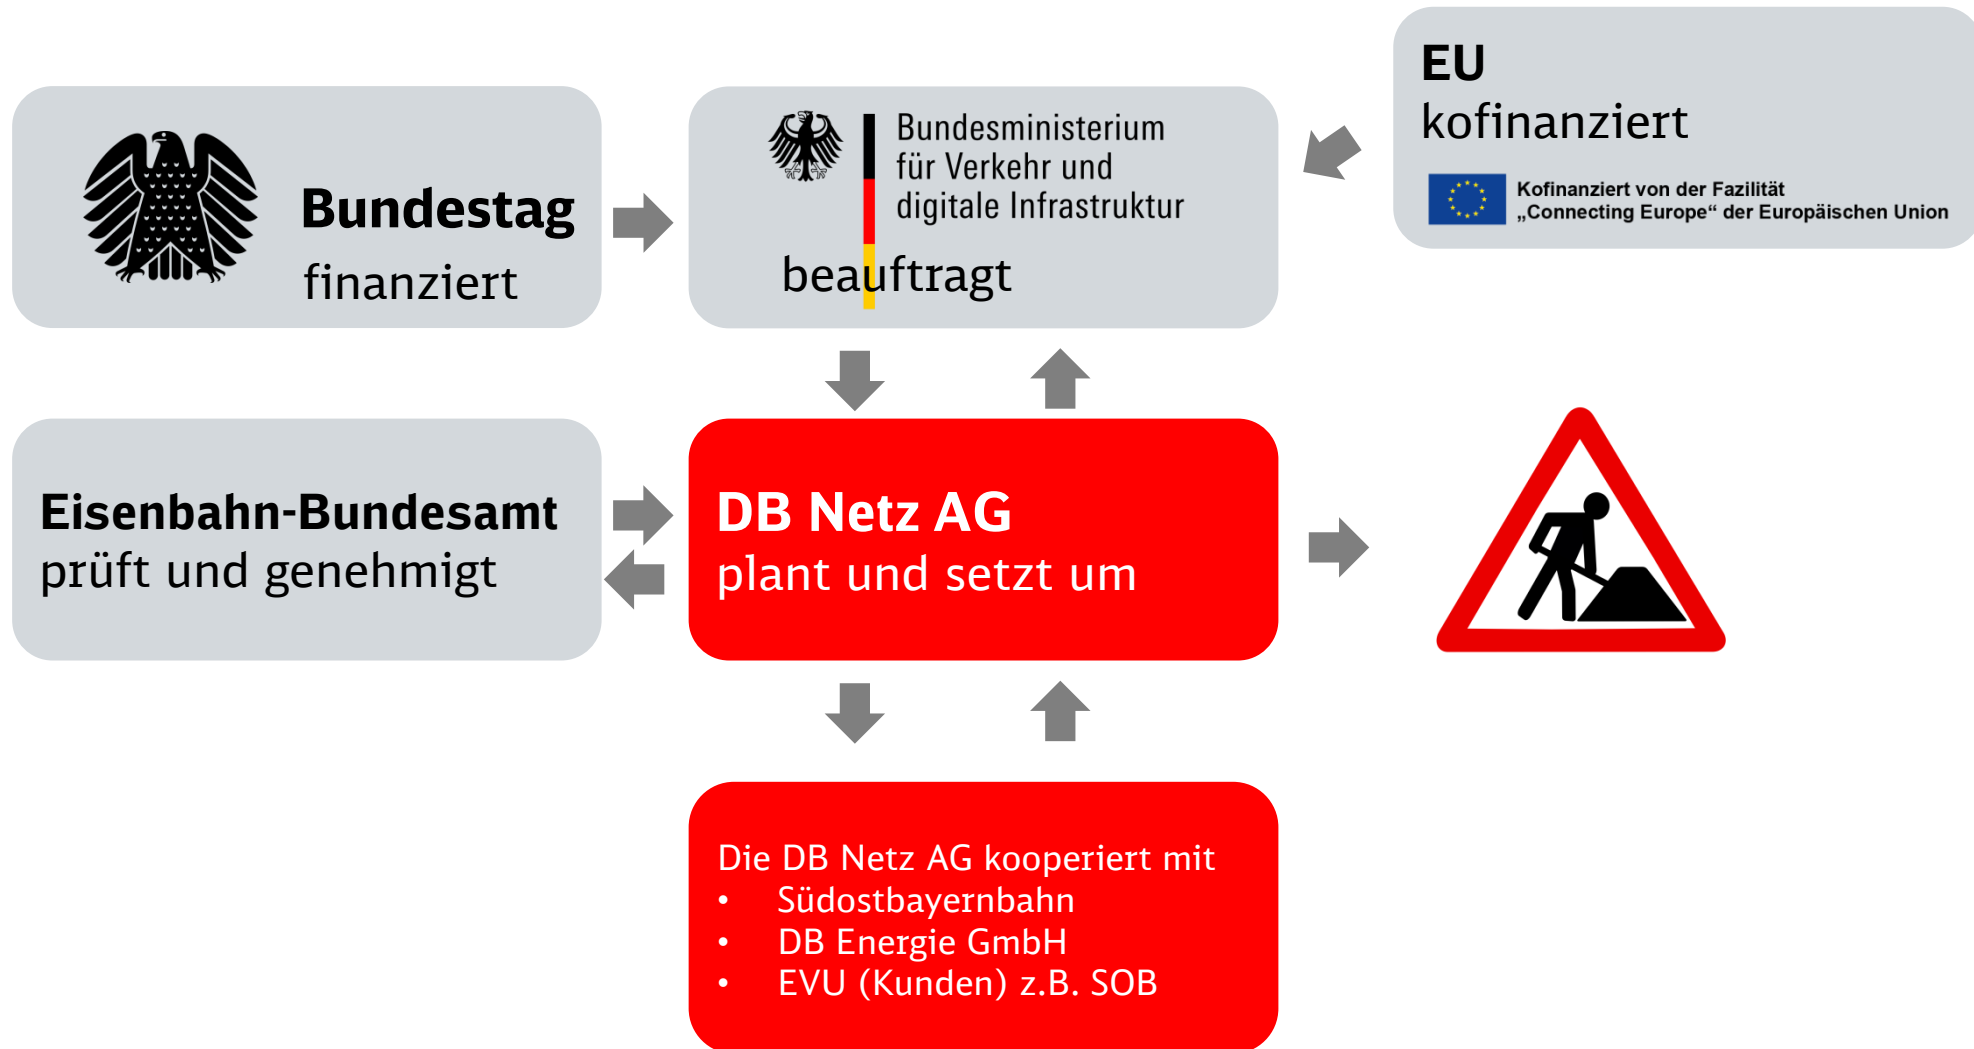 Bundestag
finanziert
Bundesministerium
für Verkehr und
digitale Infrastruktur
beauftragt
EU
kofinanziert
Kofinanziert von der Fazilität
„Connecting Europe“ der Europäischen Union
Eisenbahn-Bundesamt
prüft und genehmigt
DB Netz AG
plant und setzt um
Die DB Netz AG kooperiert mit
• Südostbayernbahn
• DB Energie GmbH
• EVU (Kunden) z.B. SOB